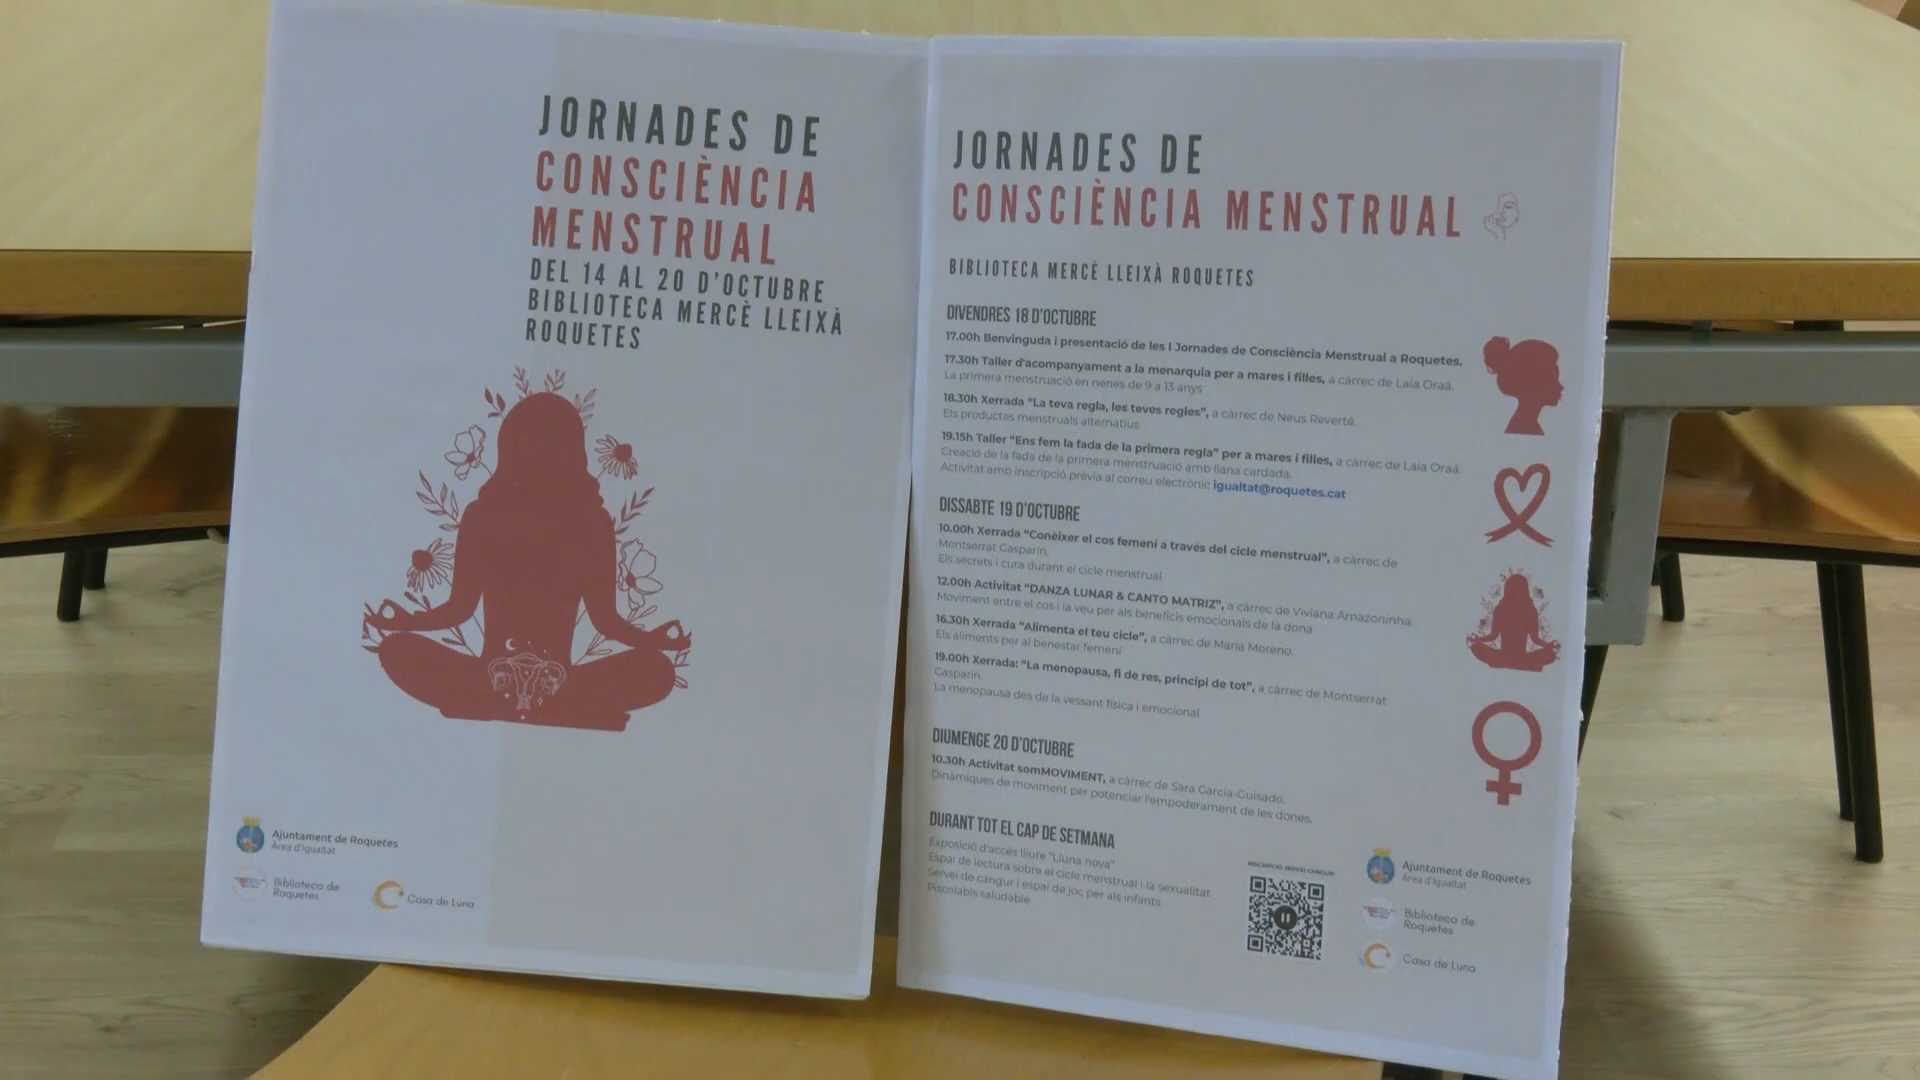 JORNADES DE
CONSCIÈNCIA
MENSTRUAL
DEL 14 AL 20 D'OCTUBRE
BIBLIOTECA MERCÈ LLEIXÀ
ROQUETES
Ajuntament de Roquetes
Àrea d'Igualtat
Biblioteca de
Roquetes
Casa de Luna
JORNADES DE
CONSCIÈNCIA MENSTRUAL
BIBLIOTECA MERCÈ LLEIXÀ ROQUETES
DIVENDRES 18 D'OCTUBRE
17.00h Benvinguda i presentació de les I Jornades de Consciència Menstrual a Roquetes.
17.30h Taller d'acompanyament a la menarquia per a mares i filles, a càrrec de Laia Oraá.
La primera menstruació en nenes de 9 a 13 anys
18.30h Xerrada "La teva regla, les teves regles", a càrrec de Neus Reverté.
Els productes menstruals alternatius
19.15h Taller "Ens fem la fada de la primera regla" per a mares i filles, a càrrec de Laia Oraá.
Creació de la fada de la primera menstruació amb llana cardada.
Activitat amb inscripció prèvia al correu electrònic igualtat@roquetes.cat
DISSABTE 19 D'OCTUBRE
10.00h Xerrada "Conèixer el cos femení a través del cicle menstrual", a càrrec de
Montserrat Gasparín.
Els secrets i cura durant el cicle menstrual
12.00h Activitat "DANZA LUNAR & CANTO MATRIZ", a càrrec de Viviana Amazoninha.
Moviment entre el cos i la veu per als beneficis emocionals de la dona
16.30h Xerrada "Alimenta el teu cicle", a càrrec de Maria Moreno.
Els aliments per al benestar femení
19.00h Xerrada: "La menopausa, fi de res, principi de tot", a càrrec de Montserrat
Gasparín.
La menopausa des de la vessant física i emocional
DIUMENGE 20 D'OCTUBRE
10.30h Activitat somMOVIMENT, a càrrec de Sara Garcia-Guisado.
Dinàmiques de moviment per potenciar l'empoderament de les dones.
DURANT TOT EL CAP DE SETMANA
Exposició d'accés lliure "Lluna nova"
Espai de lectura sobre el cicle menstrual i la sexualitat
Servei de cangur i espai de joc per als infants
Piscolabis saludable
INSCRIPCIÓ SERVEI CANGUR:
Ajuntament de Roquetes
Àrea d'Igualtat
Biblioteca de
Roquetes
Casa de Luna